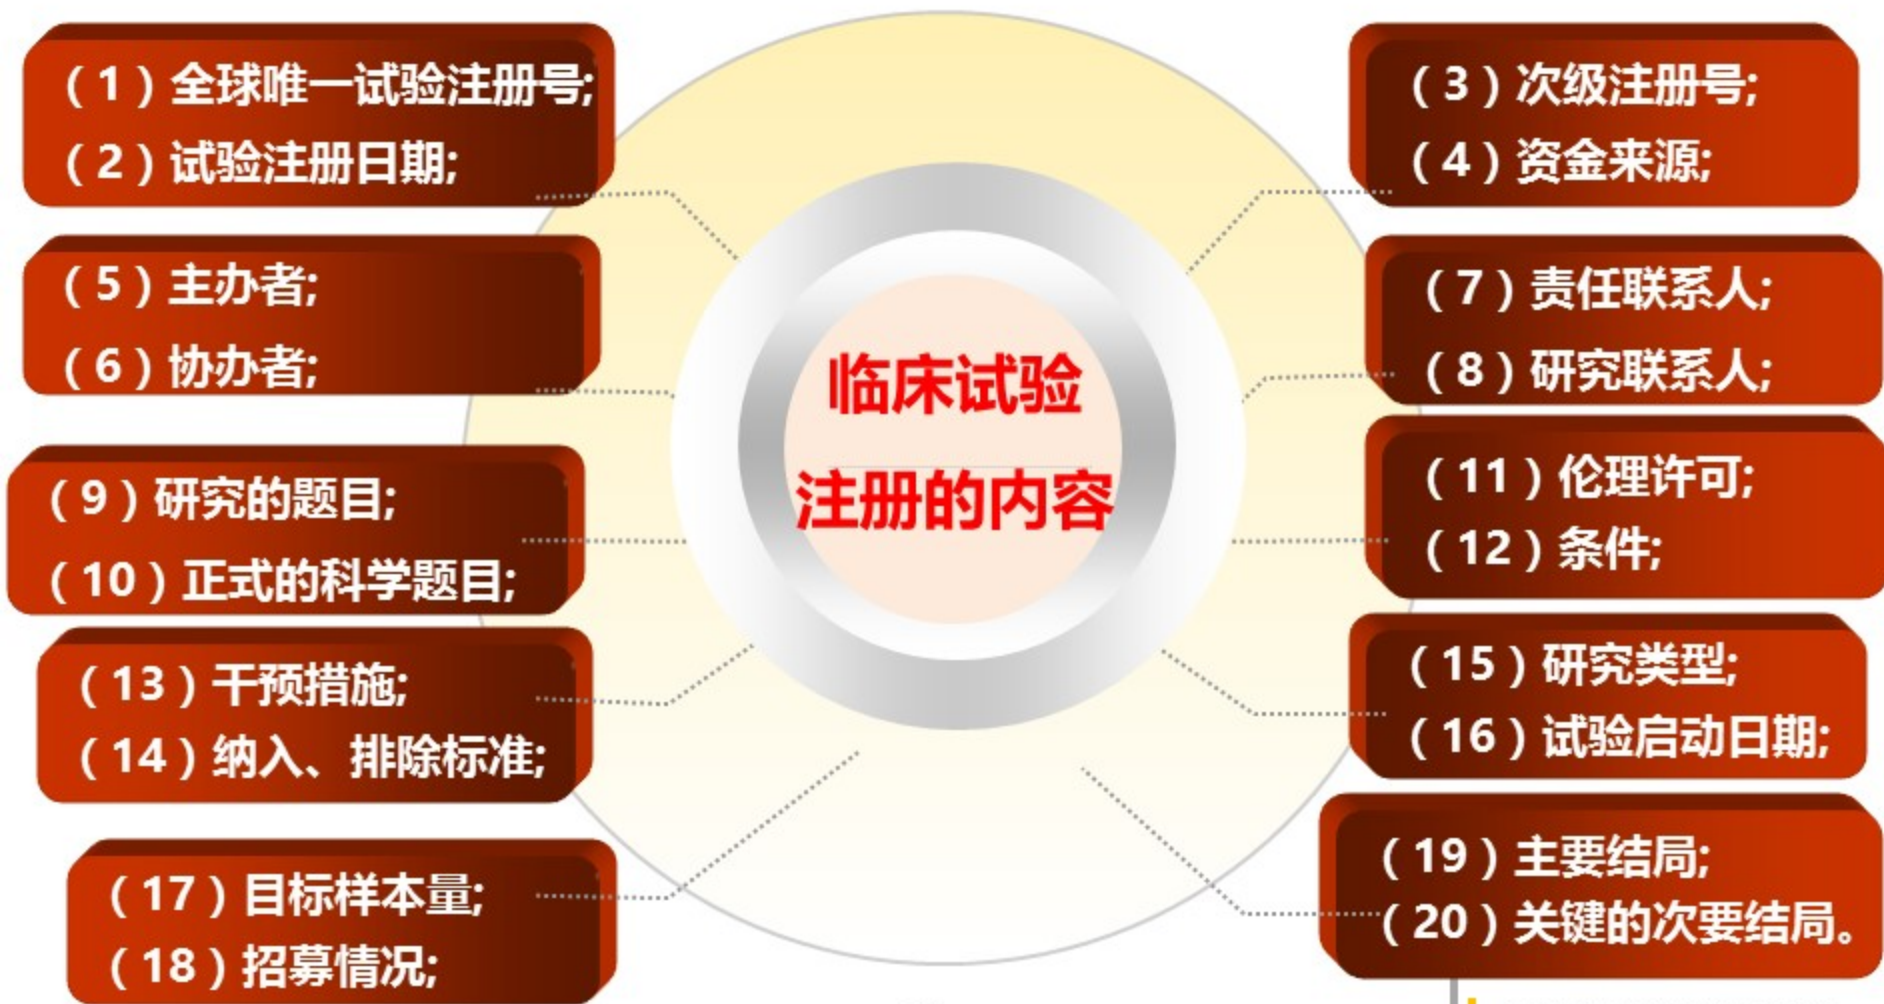 （1）全球唯一试验注册号;
（2）试验注册日期;
（3）次级注册号;
（4）资金来源;
（5）主办者;
（6）协办者;
（7）责任联系人;
（8）研究联系人;
临床试验
注册的内容
（9）研究的题目;
（10）正式的科学题目;
（11）伦理许可;
（12）条件;
（13）干预措施;
（14）纳入、排除标准;
（15）研究类型;
（16）试验启动日期;
（17）目标样本量;
（18）招募情况;
（19）主要结局;
（20）关键的次要结局。